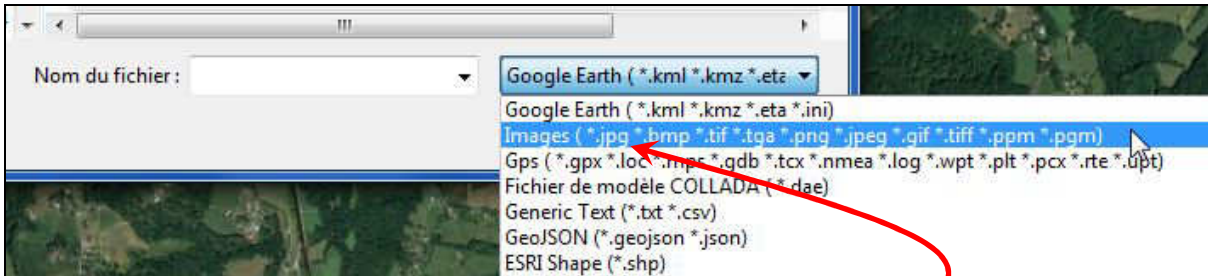 Nom du fichier :
Google Earth ( *.kml *.kmz *.eta
Google Earth ( *.kml *.kmz *.eta *.ini)
Images ( *.jpg *.bmp *.tif *.tga *.png *.jpeg *.gif *.tiff *.ppm *.pgm)
Gps ( *.gpx *.loc *.mps *.gdb *.tcx *.nmea *.log *.wpt *.plt *.pcx *.rte *.upt)
Fichier de modèle COLLADA ( *.dae)
Generic Text (*.txt *.csv)
GeoJSON (*.geojson *.json)
ESRI Shape (*.shp)